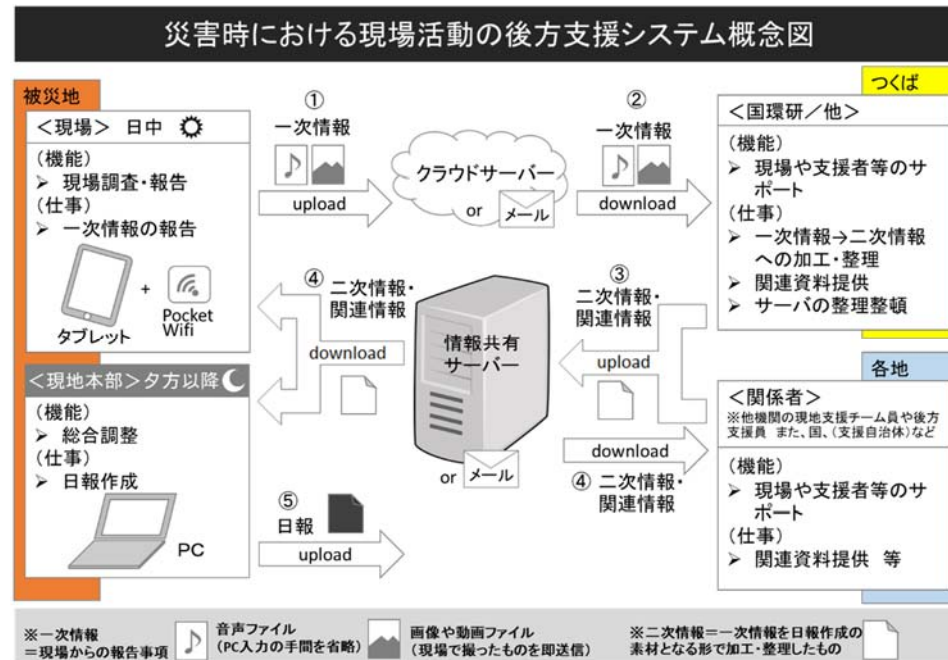 災害時における現場活動の後方支援システム概念図
被災地
＜現場＞ 日中
(機能)
➢ 現場調査・報告
(仕事)
➢ 一次情報の報告
タブレット
+
Pocket
Wifi
＜現地本部＞夕方以降
(機能)
➢ 総合調整
(仕事)
➢ 日報作成
PC
①
一次情報
upload
クラウドサーバー
or メール
②
一次情報
download
④ 二次情報・
関連情報
download
情報共有
サーバー
or メール
③
二次情報・
関連情報
upload
download
④ 二次情報・
関連情報
⑤
日報
upload
つくば
＜国環研／他＞
(機能)
➢ 現場や支援者等のサ
ポート
(仕事)
➢ 一次情報→二次情報
への加工・整理
➢ 関連資料提供
➢ サーバの整理整頓
各地
＜関係者＞
※他機関の現地支援チーム員や後方
支援員 また、国、(支援自治体)など
(機能)
➢ 現場や支援者等のサ
ポート
(仕事)
➢ 関連資料提供 等
※一次情報
＝現場からの報告事項
音声ファイル
(PC入力の手間を省略)
画像や動画ファイル
(現場で撮ったものを即送信)
※二次情報＝一次情報を日報作成の
素材となる形で加工・整理したもの